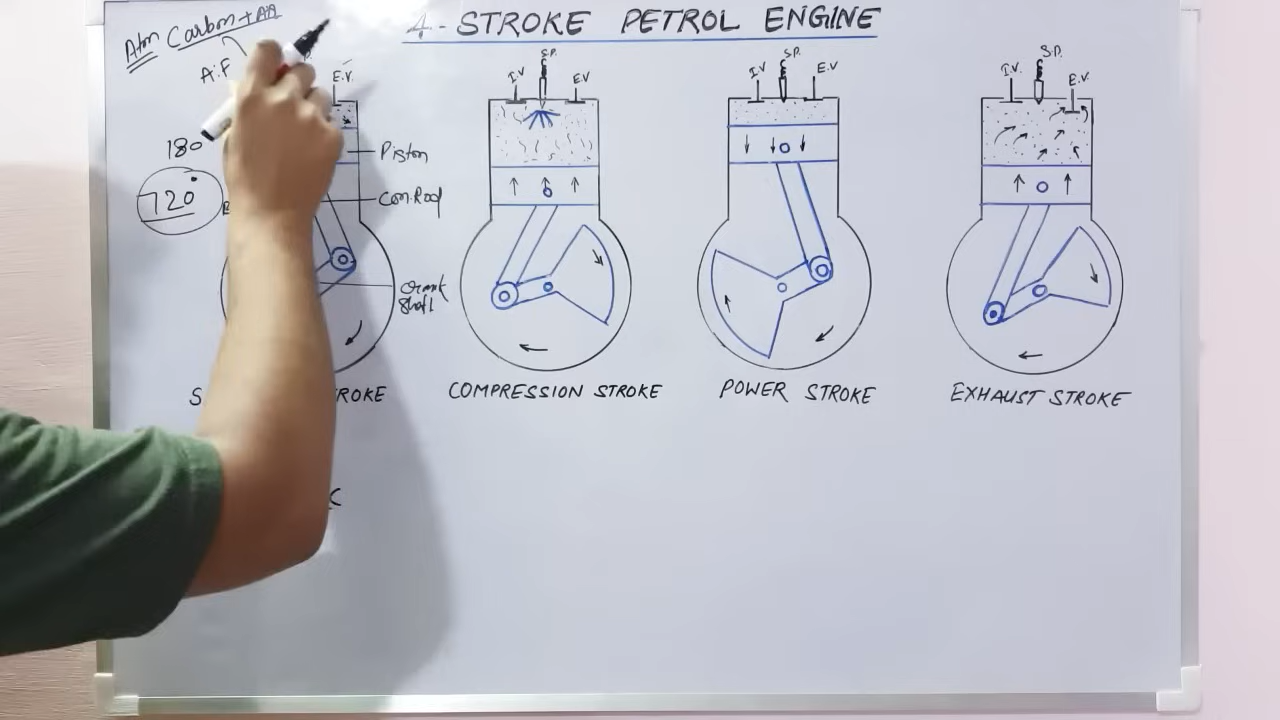 4-STROKE PETROL ENGINE
Atm Carbon + Air
A:F
E.V.
180°
720°
Piston
Con.Rod
Crank
Shaft
S.P.
I.V
E.V
COMPRESSION STROKE
S.P.
I.V
E.V
POWER STROKE
S.P.
I.V.
E.V.
EXHAUST STROKE